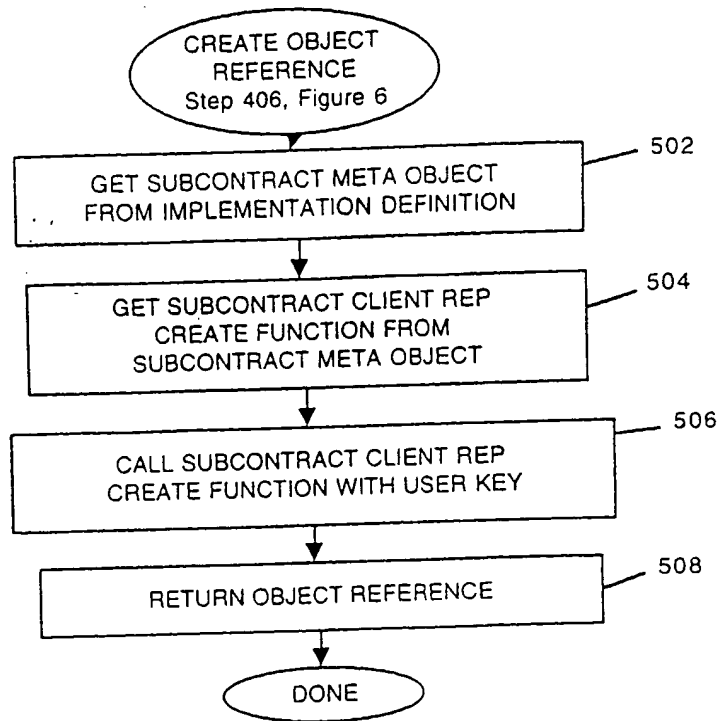 CREATE OBJECT
REFERENCE
Step 406, Figure 6
502
GET SUBCONTRACT META OBJECT
FROM IMPLEMENTATION DEFINITION
504
GET SUBCONTRACT CLIENT REP
CREATE FUNCTION FROM
SUBCONTRACT META OBJECT
506
CALL SUBCONTRACT CLIENT REP
CREATE FUNCTION WITH USER KEY
508
RETURN OBJECT REFERENCE
DONE